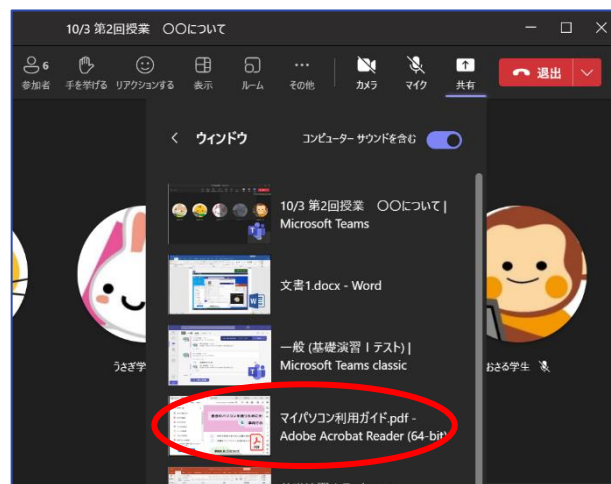 10/3 第2回授業　〇〇について
6
参加者 手を挙げる リアクションする 表示 ルーム その他 カメラ マイク 共有 退出
ウィンドウ コンピューター サウンドを含む
10/3 第2回授業　〇〇について |
Microsoft Teams
文書1.docx - Word
一般 (基礎演習Ⅰテスト) |
Microsoft Teams classic
うさぎ学
おさる学生
マイパソコン利用ガイド.pdf -
Adobe Acrobat Reader (64-bit)